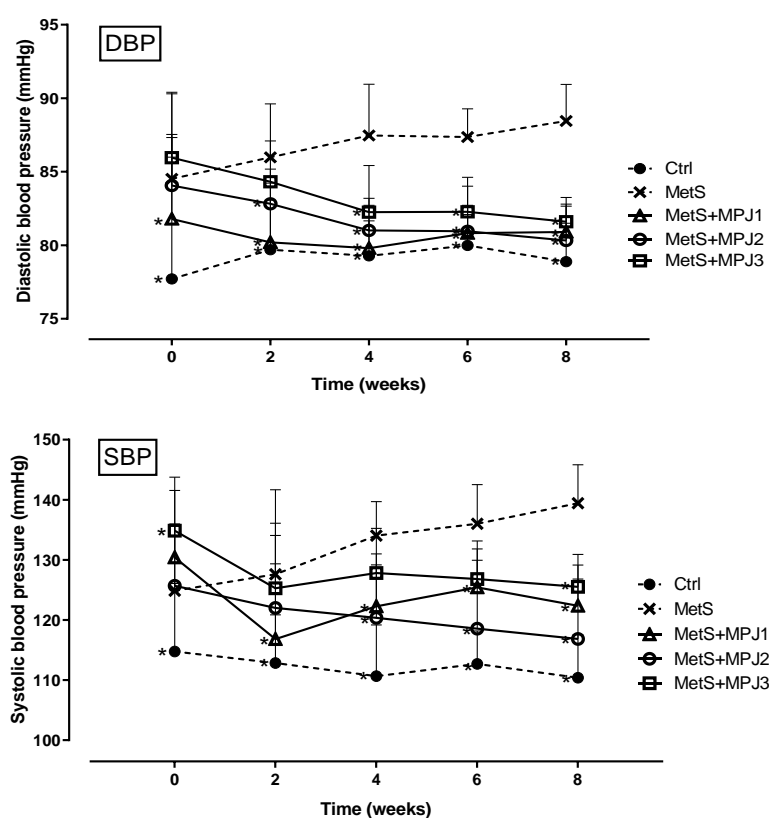 DBP
Diastolic blood pressure (mmHg)
95
90
85
80
75
0 2 4 6 8
Time (weeks)
Ctrl
MetS
MetS+MPJ1
MetS+MPJ2
MetS+MPJ3
* * * * *
* * * * *
* * * *
* * *
SBP
Systolic blood pressure (mmHg)
150
140
130
120
110
100
0 2 4 6 8
Time (weeks)
Ctrl
MetS
MetS+MPJ1
MetS+MPJ2
MetS+MPJ3